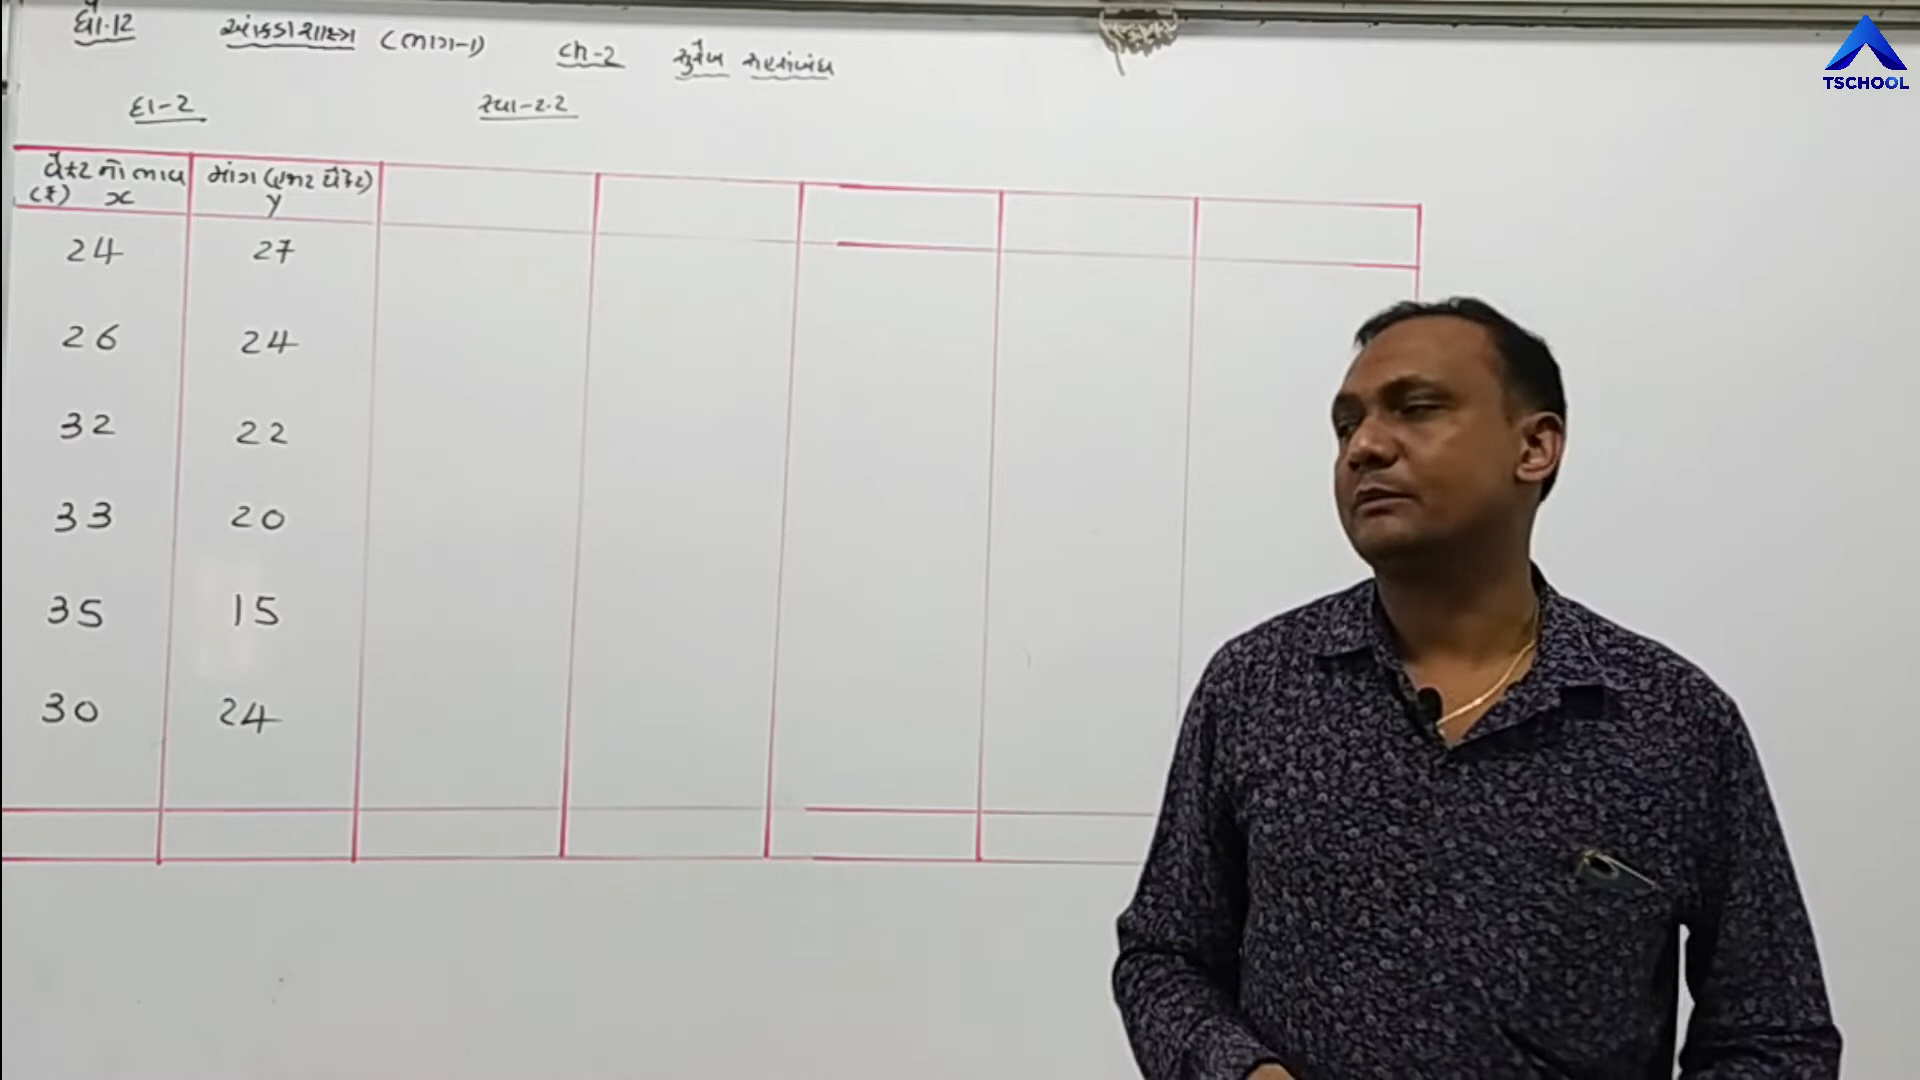 ધો.12 આંકડાશાસ્ત્ર (ભાગ-1) ch-2 સુરેખ સહસંબંધ
TSCHOOL
દા-2 સ્વા-2.2
પેકેટનો ભાવ માંગ (હજાર પેકેટ)
(₹) x y
24 27
26 24
32 22
33 20
35 15
30 24